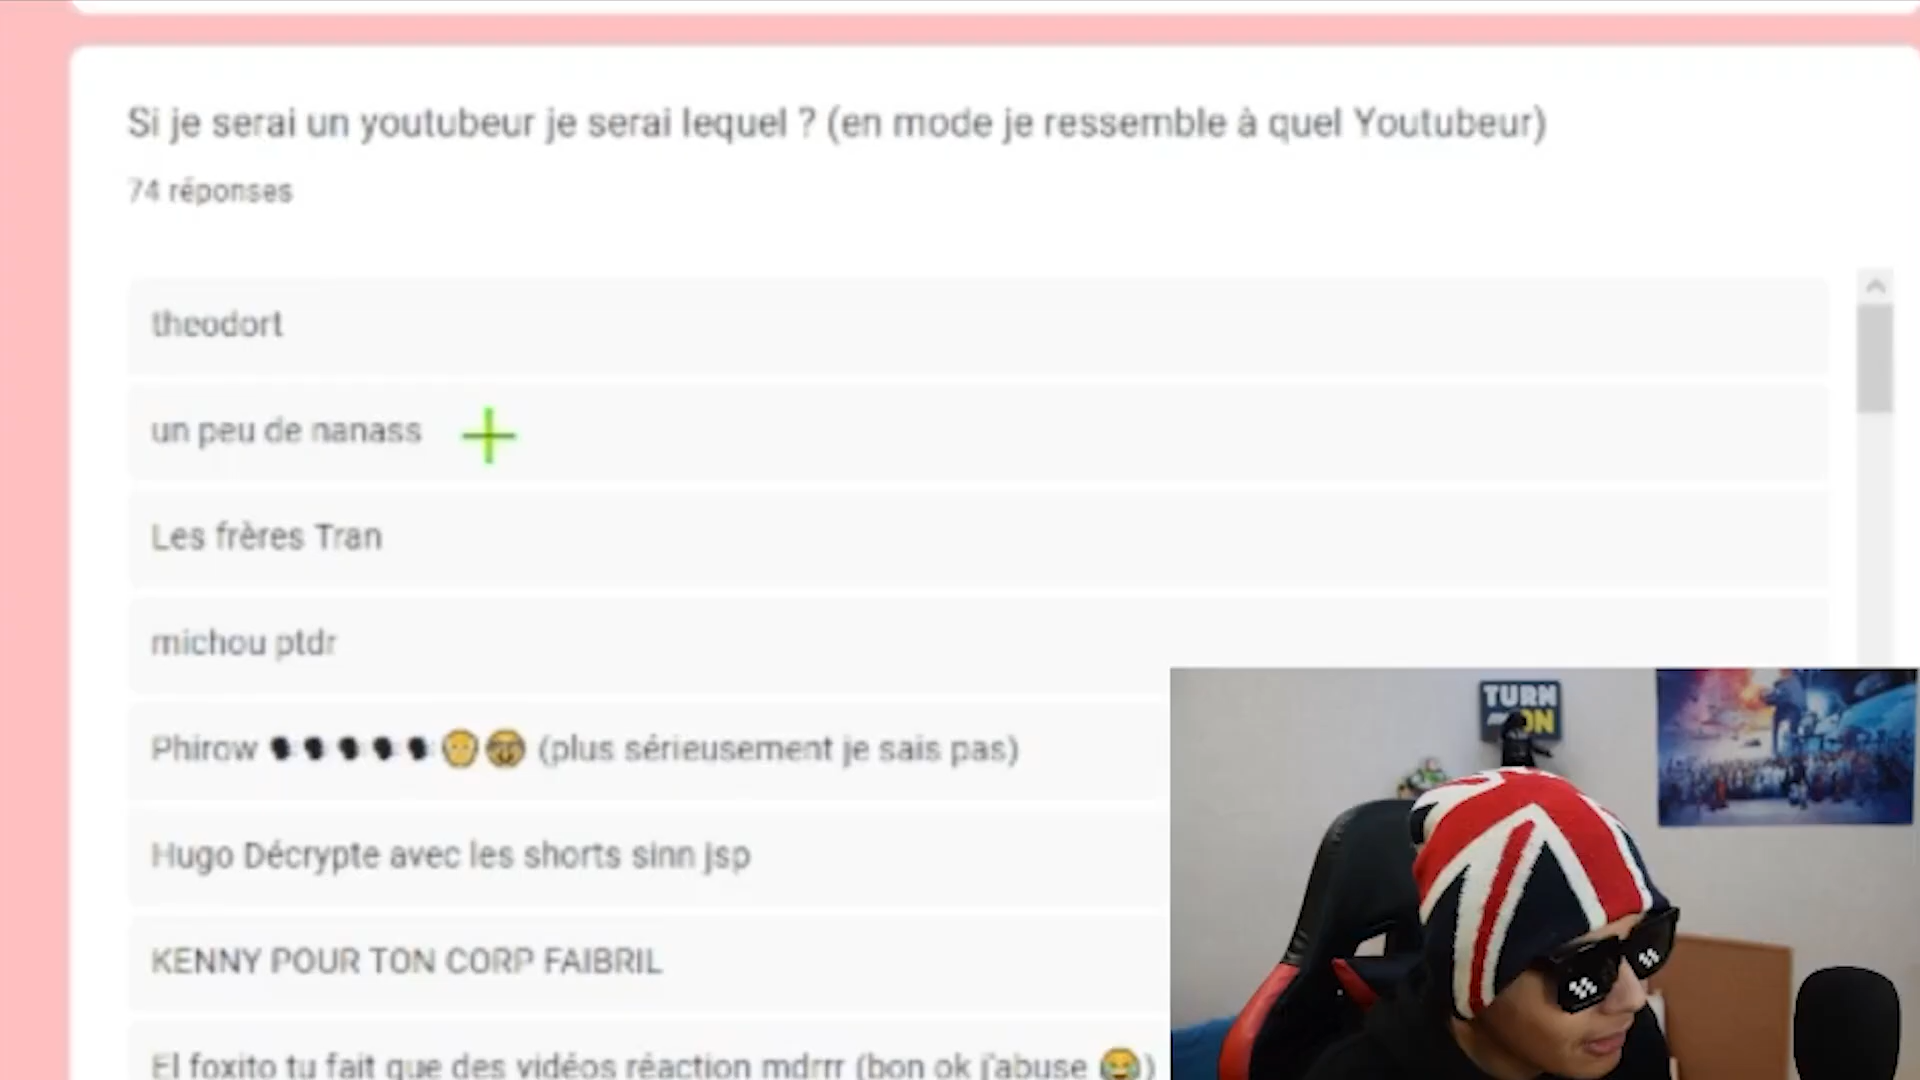 Si je serai un youtubeur je serai lequel ? (en mode je ressemble à quel Youtubeur)
74 réponses
theodort
un peu de nanass
Les frères Tran
michou ptdr
Phirow 🗣🗣🗣🗣🗣🫡🤓 (plus sérieusement je sais pas)
Hugo Décrypte avec les shorts sinn jsp
KENNY POUR TON CORP FAIBRIL
El foxito tu fait que des vidéos réaction mdrrr (bon ok j'abuse 😂)
TURN
ON